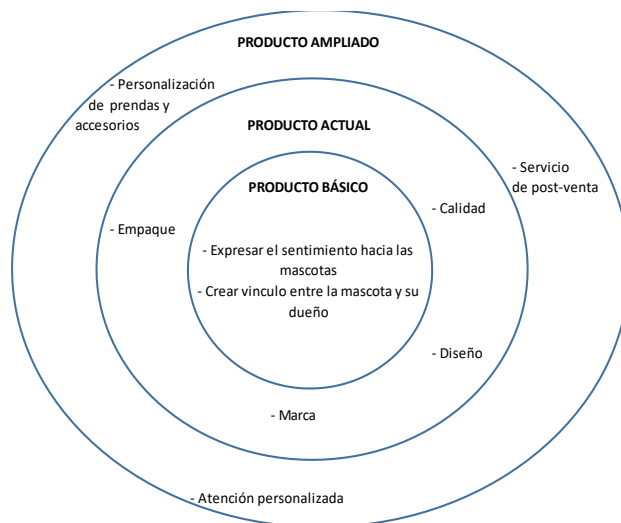 PRODUCTO AMPLIADO
- Personalización
de prendas y
accesorios
PRODUCTO ACTUAL
- Servicio
de post-venta
PRODUCTO BÁSICO
- Calidad
- Empaque
- Expresar el sentimiento hacia las
mascotas
- Crear vinculo entre la mascota y su
dueño
- Diseño
- Marca
- Atención personalizada